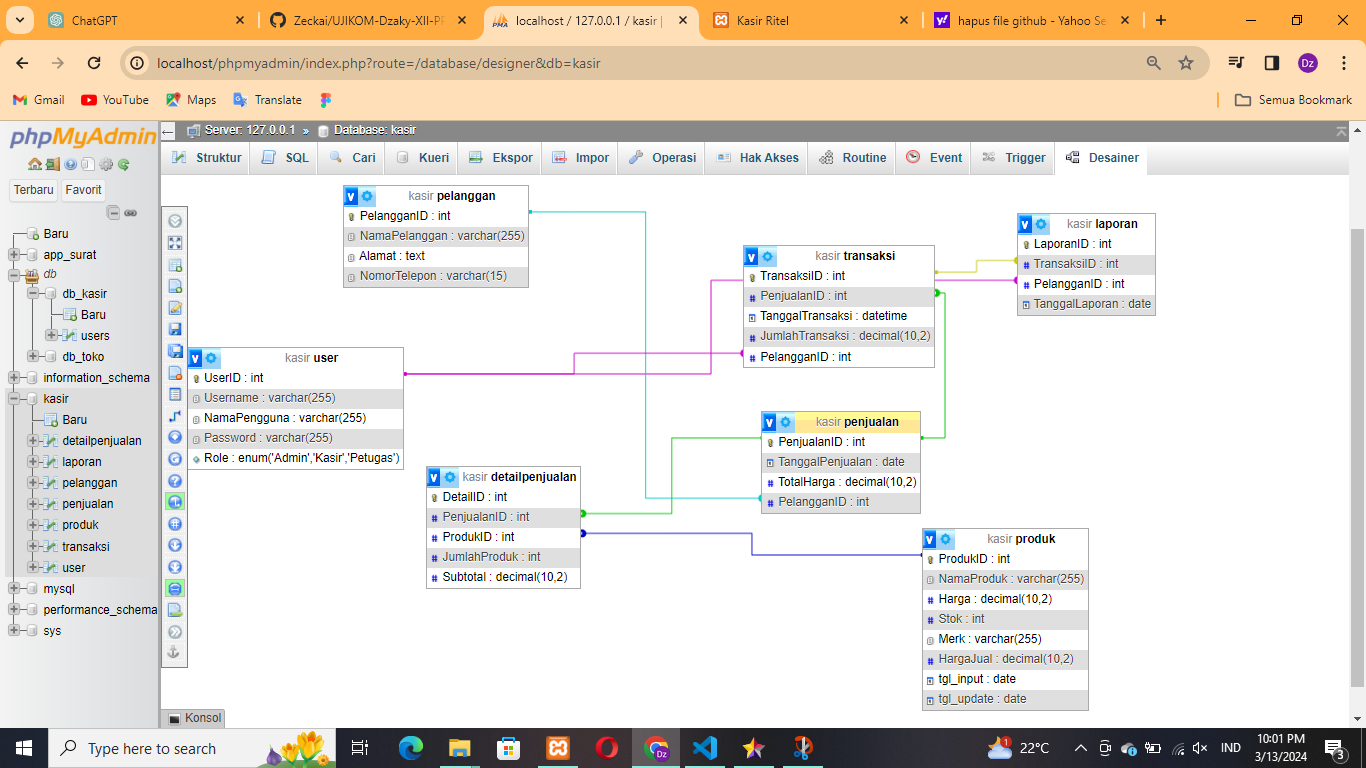 ChatGPT
Zeckai/UJIKOM-Dzaky-XII-PP
localhost / 127.0.0.1 / kasir |
Kasir Ritel
hapus file github - Yahoo Se
localhost/phpmyadmin/index.php?route=/database/designer&db=kasir
Dz
Gmail
YouTube
Maps
Translate
Semua Bookmark
phpMyAdmin
Terbaru
Favorit
Baru
app_surat
db
db_kasir
Baru
users
db_toko
information_schema
kasir
Baru
detailpenjualan
laporan
pelanggan
penjualan
produk
transaksi
user
mysql
performance_schema
sys
Server: 127.0.0.1 » Database: kasir
Struktur
SQL
Cari
Kueri
Ekspor
Impor
Operasi
Hak Akses
Routine
Event
Trigger
Desainer
V kasir pelanggan
PelangganID : int
NamaPelanggan : varchar(255)
Alamat : text
NomorTelepon : varchar(15)
V kasir transaksi
TransaksiID : int
PenjualanID : int
TanggalTransaksi : datetime
JumlahTransaksi : decimal(10,2)
PelangganID : int
V kasir laporan
LaporanID : int
TransaksiID : int
PelangganID : int
TanggalLaporan : date
V kasir user
UserID : int
Username : varchar(255)
NamaPengguna : varchar(255)
Password : varchar(255)
Role : enum('Admin','Kasir','Petugas')
V kasir penjualan
PenjualanID : int
TanggalPenjualan : date
TotalHarga : decimal(10,2)
PelangganID : int
V kasir detailpenjualan
DetailID : int
PenjualanID : int
ProdukID : int
JumlahProduk : int
Subtotal : decimal(10,2)
V kasir produk
ProdukID : int
NamaProduk : varchar(255)
Harga : decimal(10,2)
Stok : int
Merk : varchar(255)
HargaJual : decimal(10,2)
tgl_input : date
tgl_update : date
Konsol
Type here to search
Dz
22°C
IND
10:01 PM
3/13/2024
3